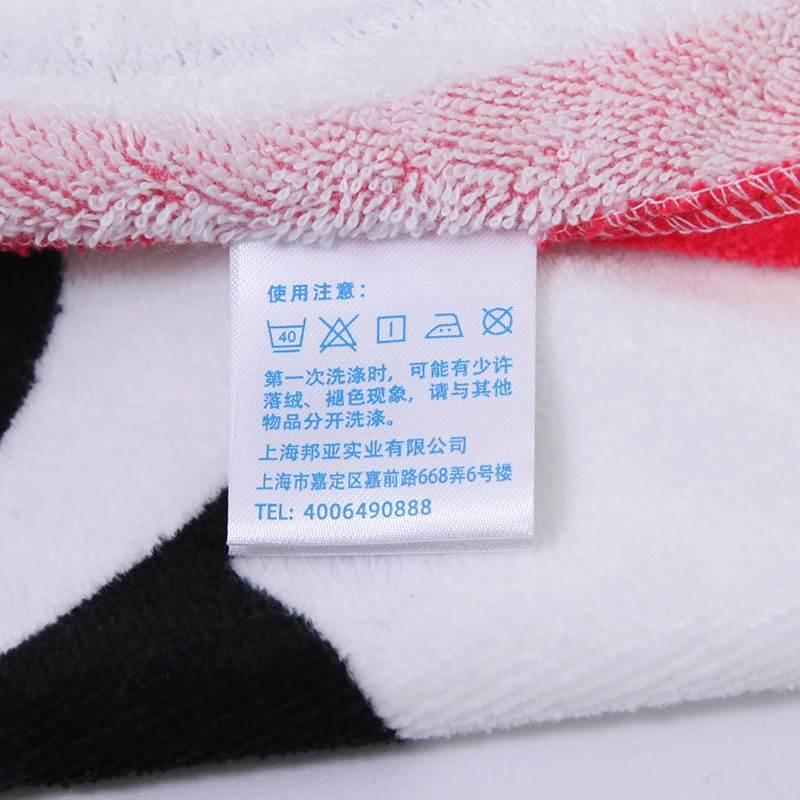 使用注意：
40
第一次洗涤时，可能有少许
落绒、褪色现象，请与其他
物品分开洗涤。
上海邦亚实业有限公司
上海市嘉定区嘉前路668弄6号楼
TEL: 4006490888